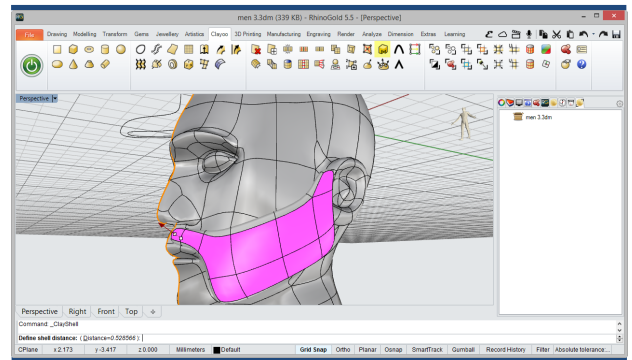 men 3.3dm (339 KB) - RhinoGold 5.5 - [Perspective]
File Drawing Modelling Transform Gems Jewellery Artistics Clayoo 3D Printing Manufacturing Engraving Render Analyze Dimension Extras Learning
Perspective
men 3.3dm
Perspective Right Front Top
Command: _ClayShell
Define shell distance: ( Distance=0.528566 ):
CPlane x 2.173 y -3.417 z 0.000 Millimeters Default Grid Snap Ortho Planar Osnap SmartTrack Gumball Record History Filter Absolute tolerance:...